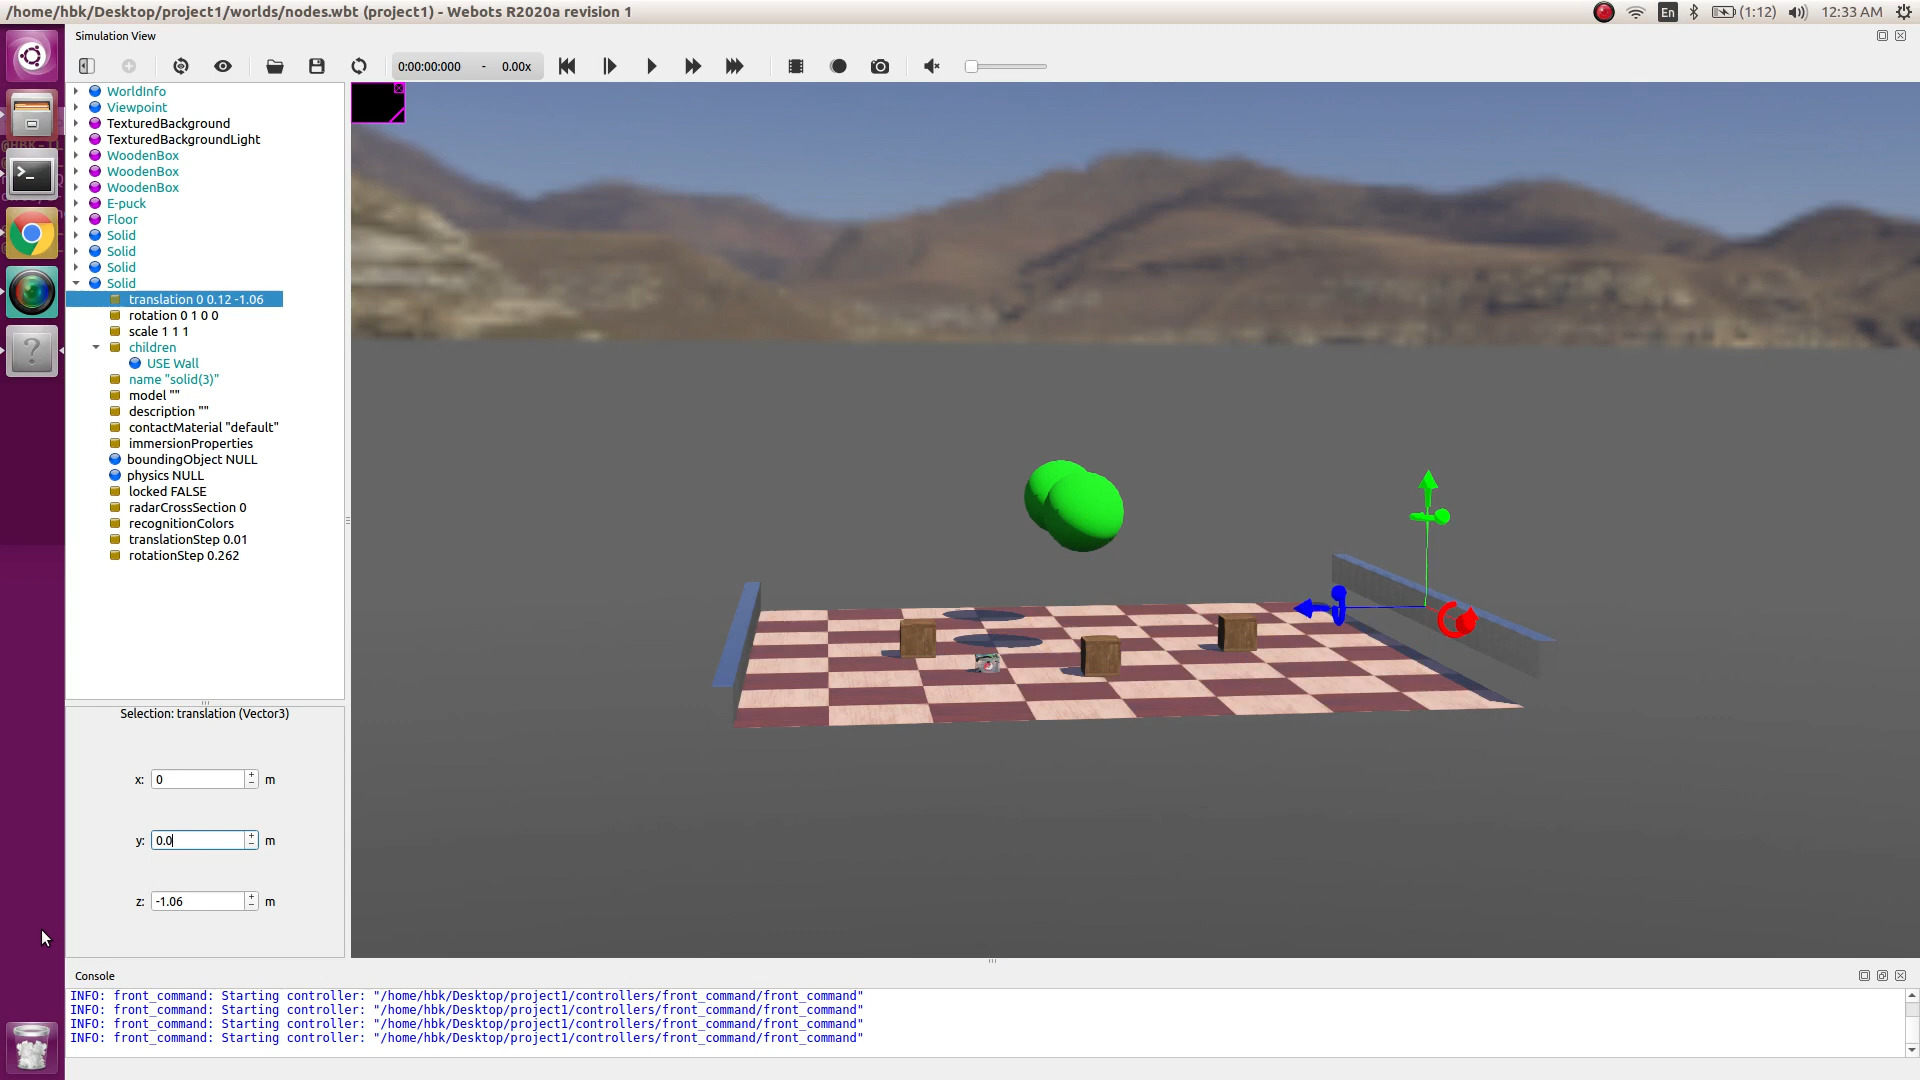 /home/hbk/Desktop/project1/worlds/nodes.wbt (project1) - Webots R2020a revision 1
En
(1:12)
12:33 AM
Simulation View
0:00:00:000 - 0.00x
WorldInfo
Viewpoint
TexturedBackground
TexturedBackgroundLight
WoodenBox
WoodenBox
WoodenBox
E-puck
Floor
Solid
Solid
Solid
Solid
translation 0 0.12 -1.06
rotation 0 1 0 0
scale 1 1 1
children
USE Wall
name "solid(3)"
model ""
description ""
contactMaterial "default"
immersionProperties
boundingObject NULL
physics NULL
locked FALSE
radarCrossSection 0
recognitionColors
translationStep 0.01
rotationStep 0.262
Selection: translation (Vector3)
x: 0 m
y: 0.0 m
z: -1.06 m
Console
INFO: front_command: Starting controller: "/home/hbk/Desktop/project1/controllers/front_command/front_command"
INFO: front_command: Starting controller: "/home/hbk/Desktop/project1/controllers/front_command/front_command"
INFO: front_command: Starting controller: "/home/hbk/Desktop/project1/controllers/front_command/front_command"
INFO: front_command: Starting controller: "/home/hbk/Desktop/project1/controllers/front_command/front_command"